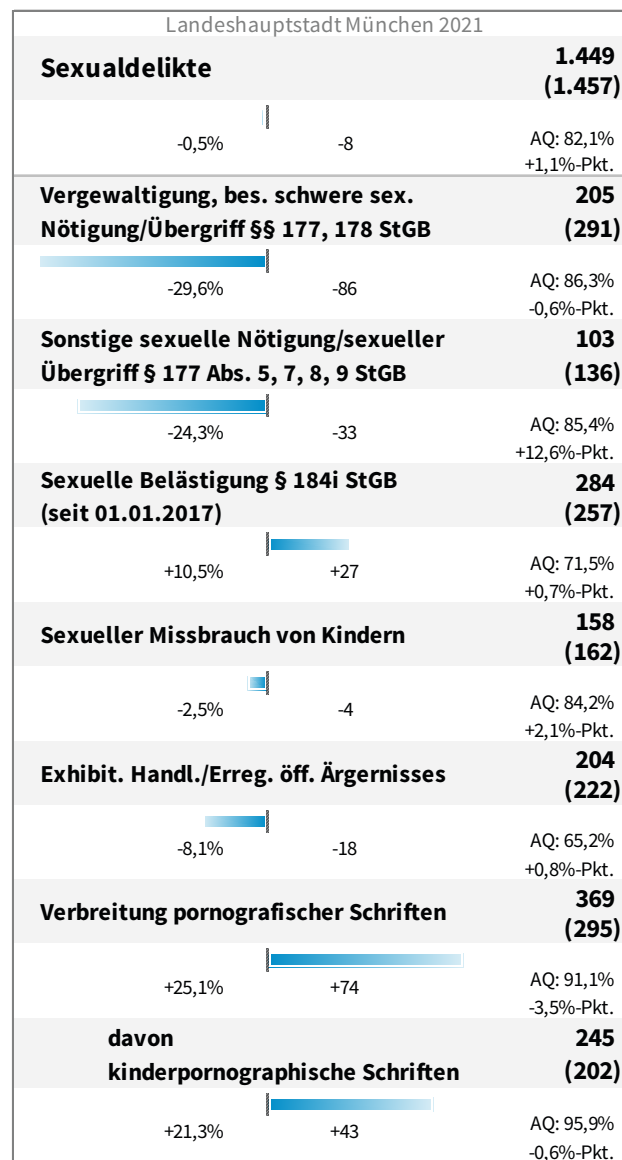 Landeshauptstadt München 2021
Sexualdelikte
1.449
(1.457)
-0,5% -8
AQ: 82,1%
+1,1%-Pkt.
Vergewaltigung, bes. schwere sex. 205
Nötigung/Übergriff §§ 177, 178 StGB (291)
-29,6% -86
AQ: 86,3%
-0,6%-Pkt.
Sonstige sexuelle Nötigung/sexueller 103
Übergriff § 177 Abs. 5, 7, 8, 9 StGB (136)
-24,3% -33
AQ: 85,4%
+12,6%-Pkt.
Sexuelle Belästigung § 184i StGB 284
(seit 01.01.2017) (257)
+10,5% +27
AQ: 71,5%
+0,7%-Pkt.
Sexueller Missbrauch von Kindern
158
(162)
-2,5% -4
AQ: 84,2%
+2,1%-Pkt.
Exhibit. Handl./Erreg. öff. Ärgernisses
204
(222)
-8,1% -18
AQ: 65,2%
+0,8%-Pkt.
Verbreitung pornografischer Schriften
369
(295)
+25,1% +74
AQ: 91,1%
-3,5%-Pkt.
davon 245
kinderpornographische Schriften (202)
+21,3% +43
AQ: 95,9%
-0,6%-Pkt.